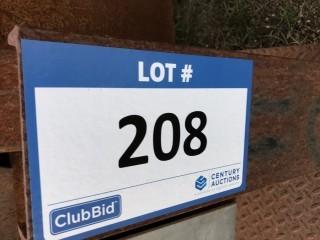 LOT #
208
ClubBid
CENTURY
AUCTIONS